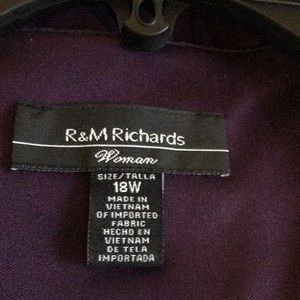 R&M Richards
Woman
SIZE/TALLA
18W
MADE IN
VIETNAM
OF IMPORTED
FABRIC
HECHO EN
VIETNAM
DE TELA
IMPORTADA